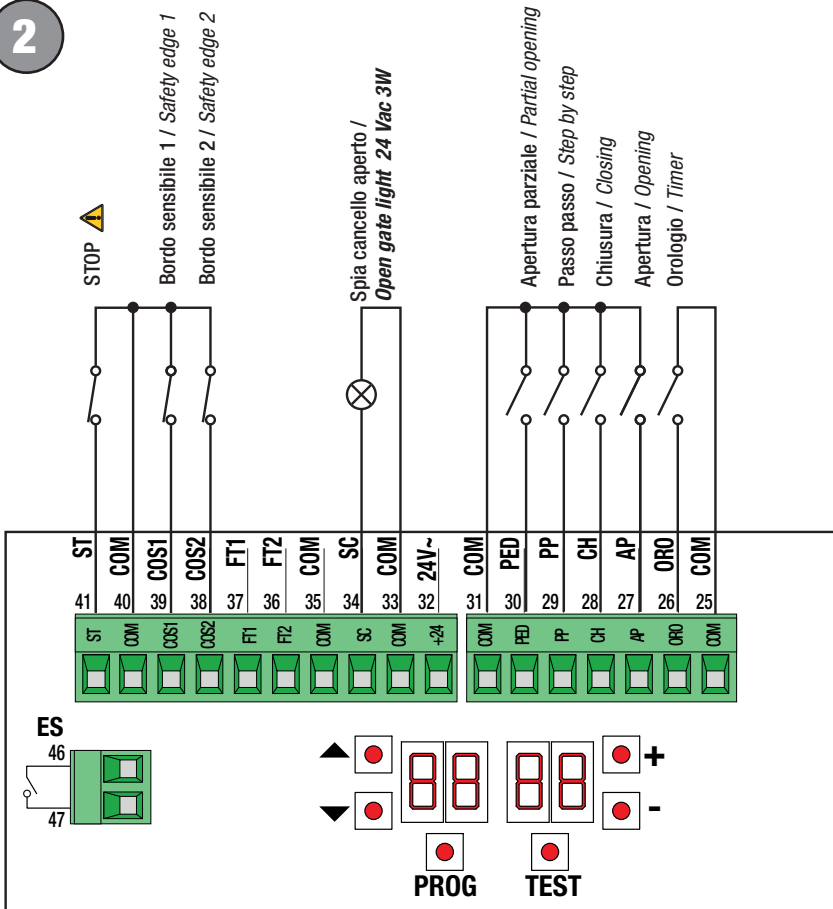 2
STOP
Bordo sensibile 1 / Safety edge 1
Bordo sensibile 2 / Safety edge 2
Spia cancello aperto /
Open gate light 24 Vac 3W
Apertura parziale / Partial opening
Passo passo / Step by step
Chiusura / Closing
Apertura / Opening
Orologio / Timer
ST COM COS1 COS2 FT1 FT2 COM SC COM 24V~ COM PED PP CH AP ORO COM
41 40 39 38 37 36 35 34 33 32 31 30 29 28 27 26 25
ST COM COS1 COS2 FT1 FT2 COM SC COM +24 COM PED PP CH AP ORO COM
ES
46
47
88 88
+
-
PROG TEST